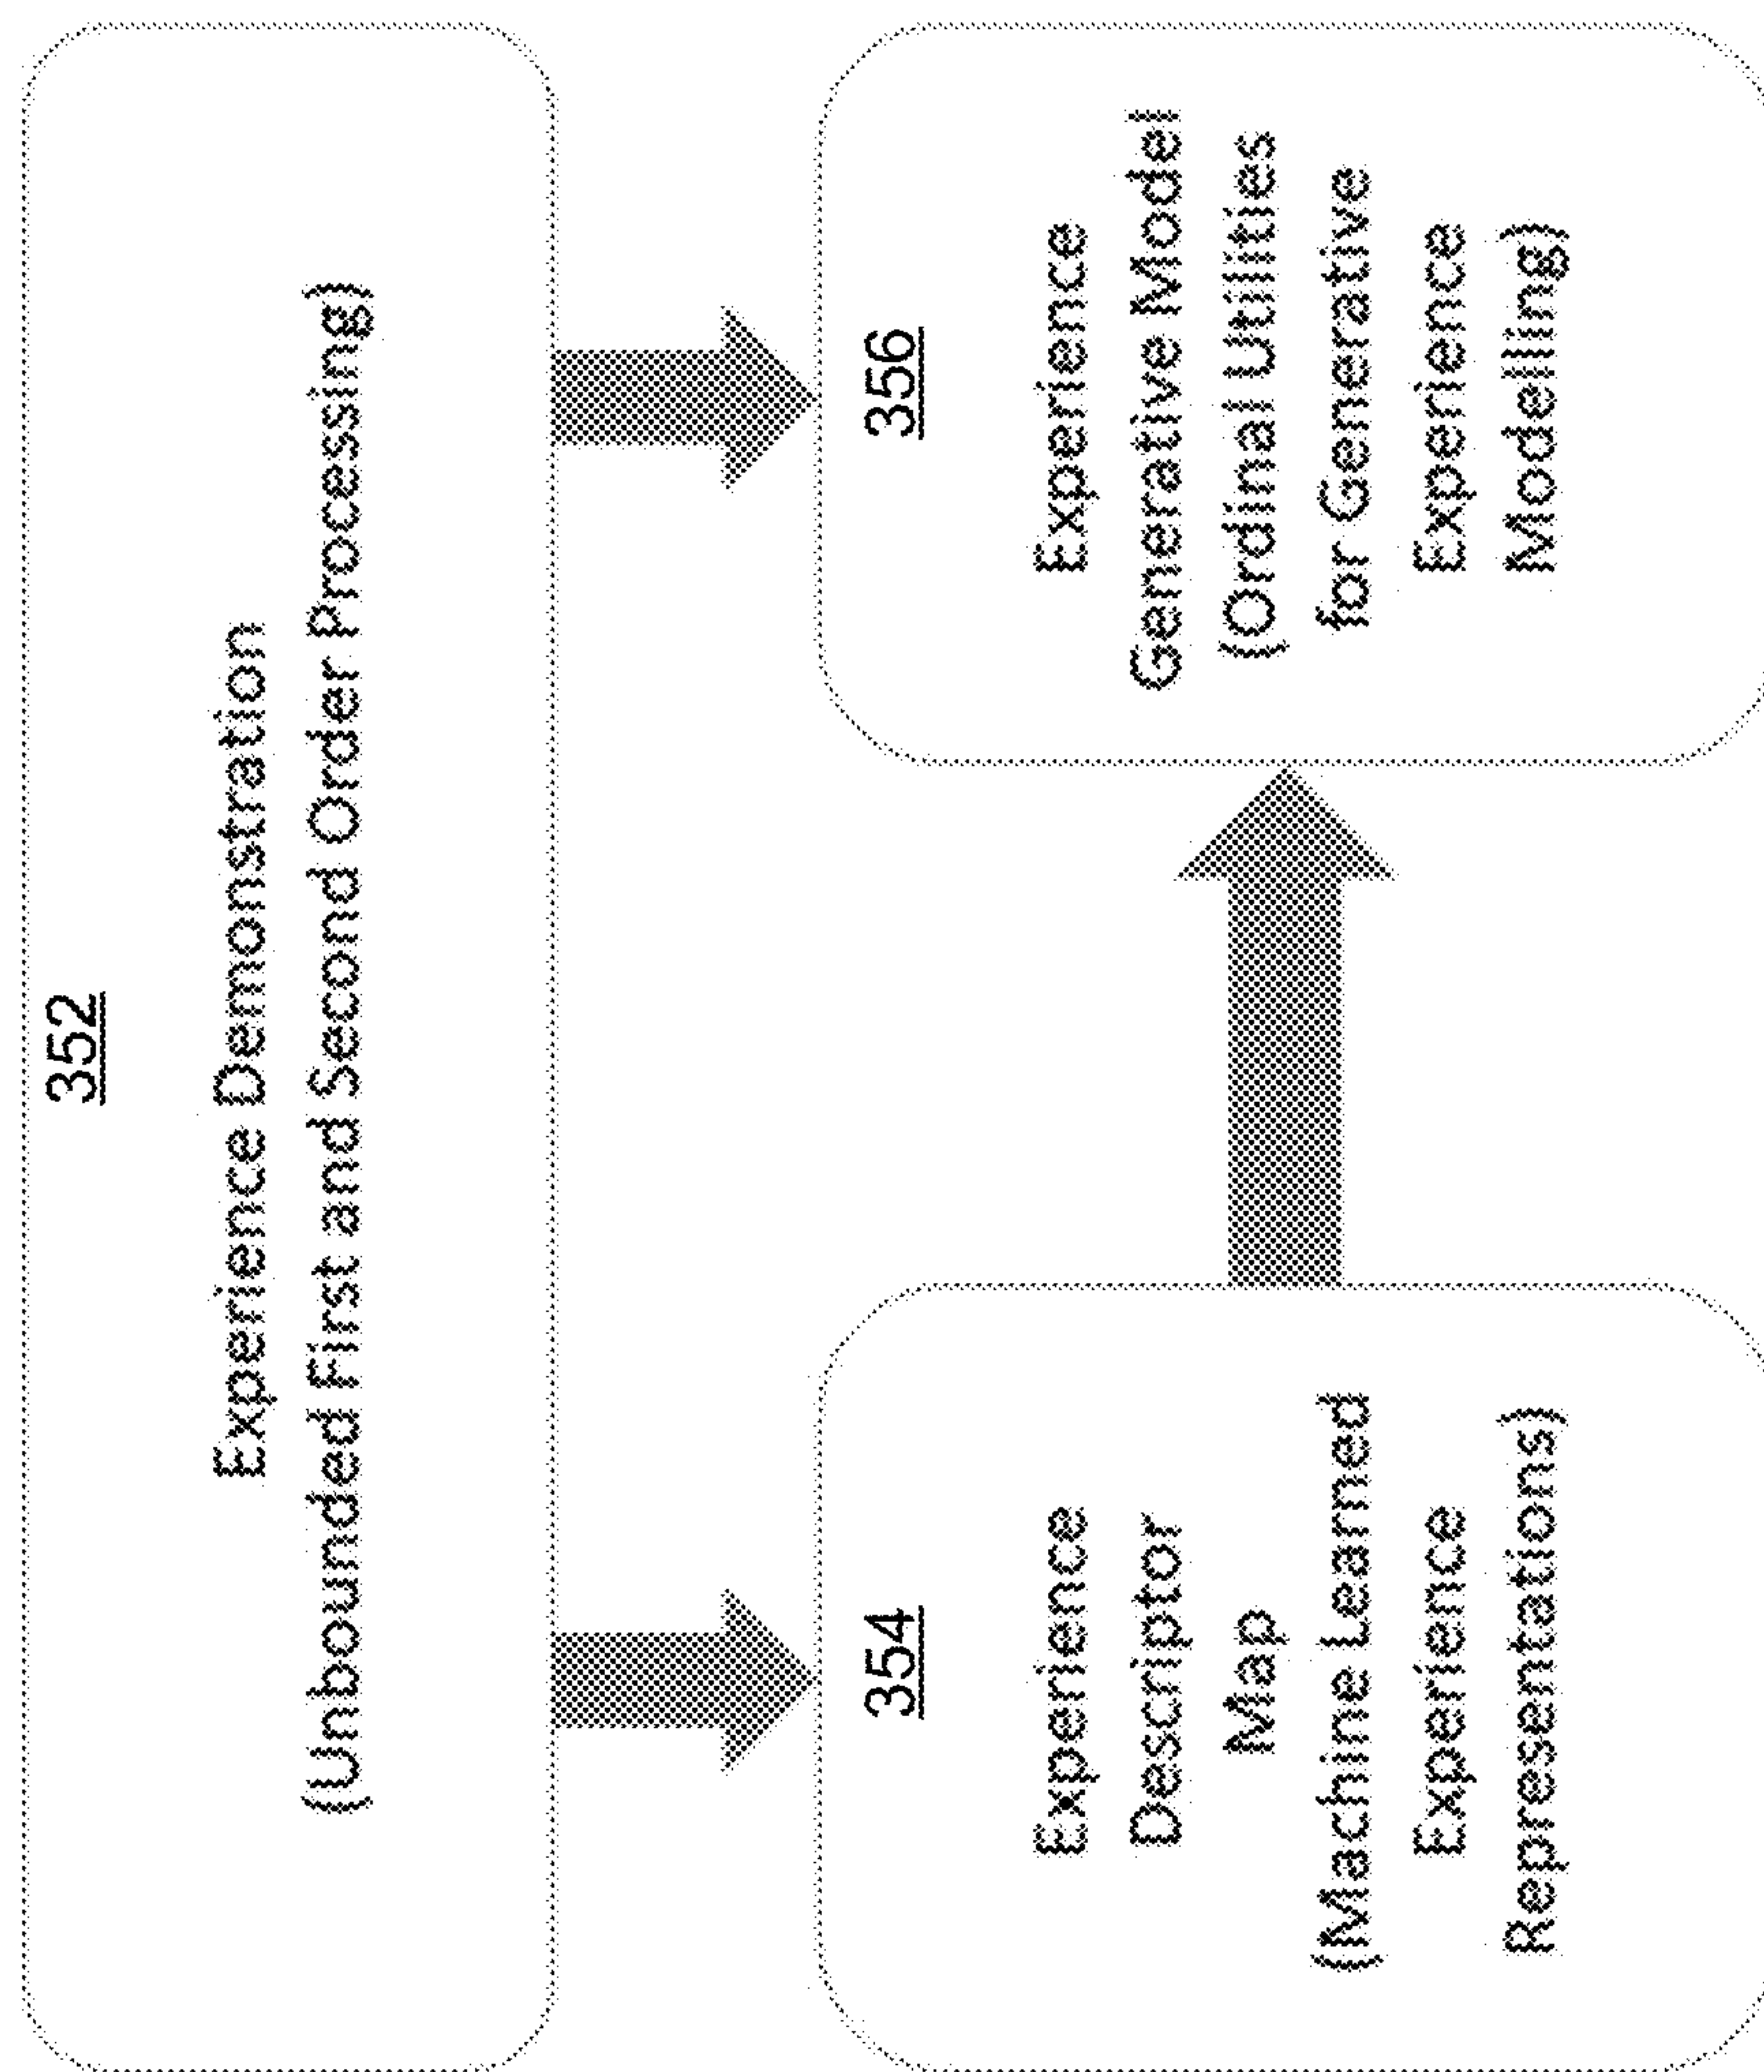 352
Experience Demonstration
(Unbounded First and Second Order Processing)
354
Experience
Descriptor
Map
(Machine Learned
Experience
Representations)
356
Experience
Generative Model
(Ordinal Utilities
for Generative
Experience
Modelling)